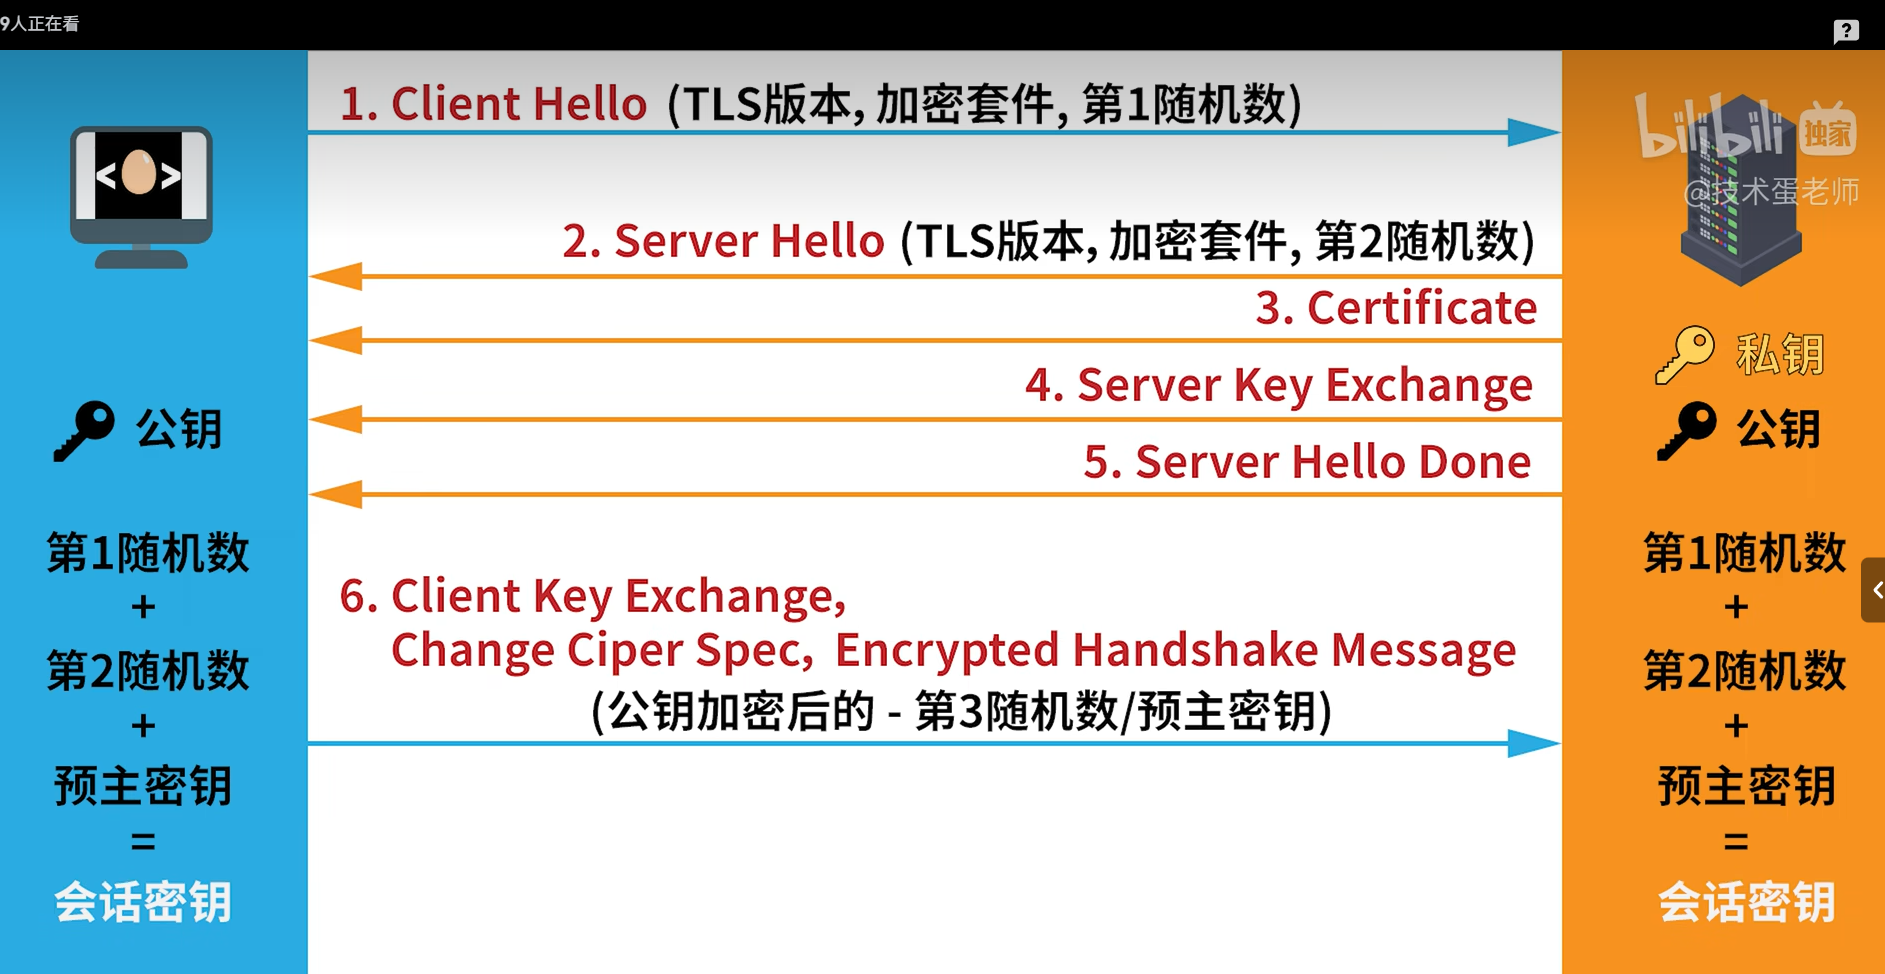 9人正在看
1. Client Hello (TLS版本, 加密套件, 第1随机数)
bilibili 独家
@技术蛋老师
2. Server Hello (TLS版本, 加密套件, 第2随机数)
3. Certificate
私钥
4. Server Key Exchange
公钥
公钥
5. Server Hello Done
第1随机数
+
第2随机数
+
预主密钥
=
会话密钥
6. Client Key Exchange,
Change Ciper Spec, Encrypted Handshake Message
(公钥加密后的 - 第3随机数/预主密钥)
第1随机数
+
第2随机数
+
预主密钥
=
会话密钥